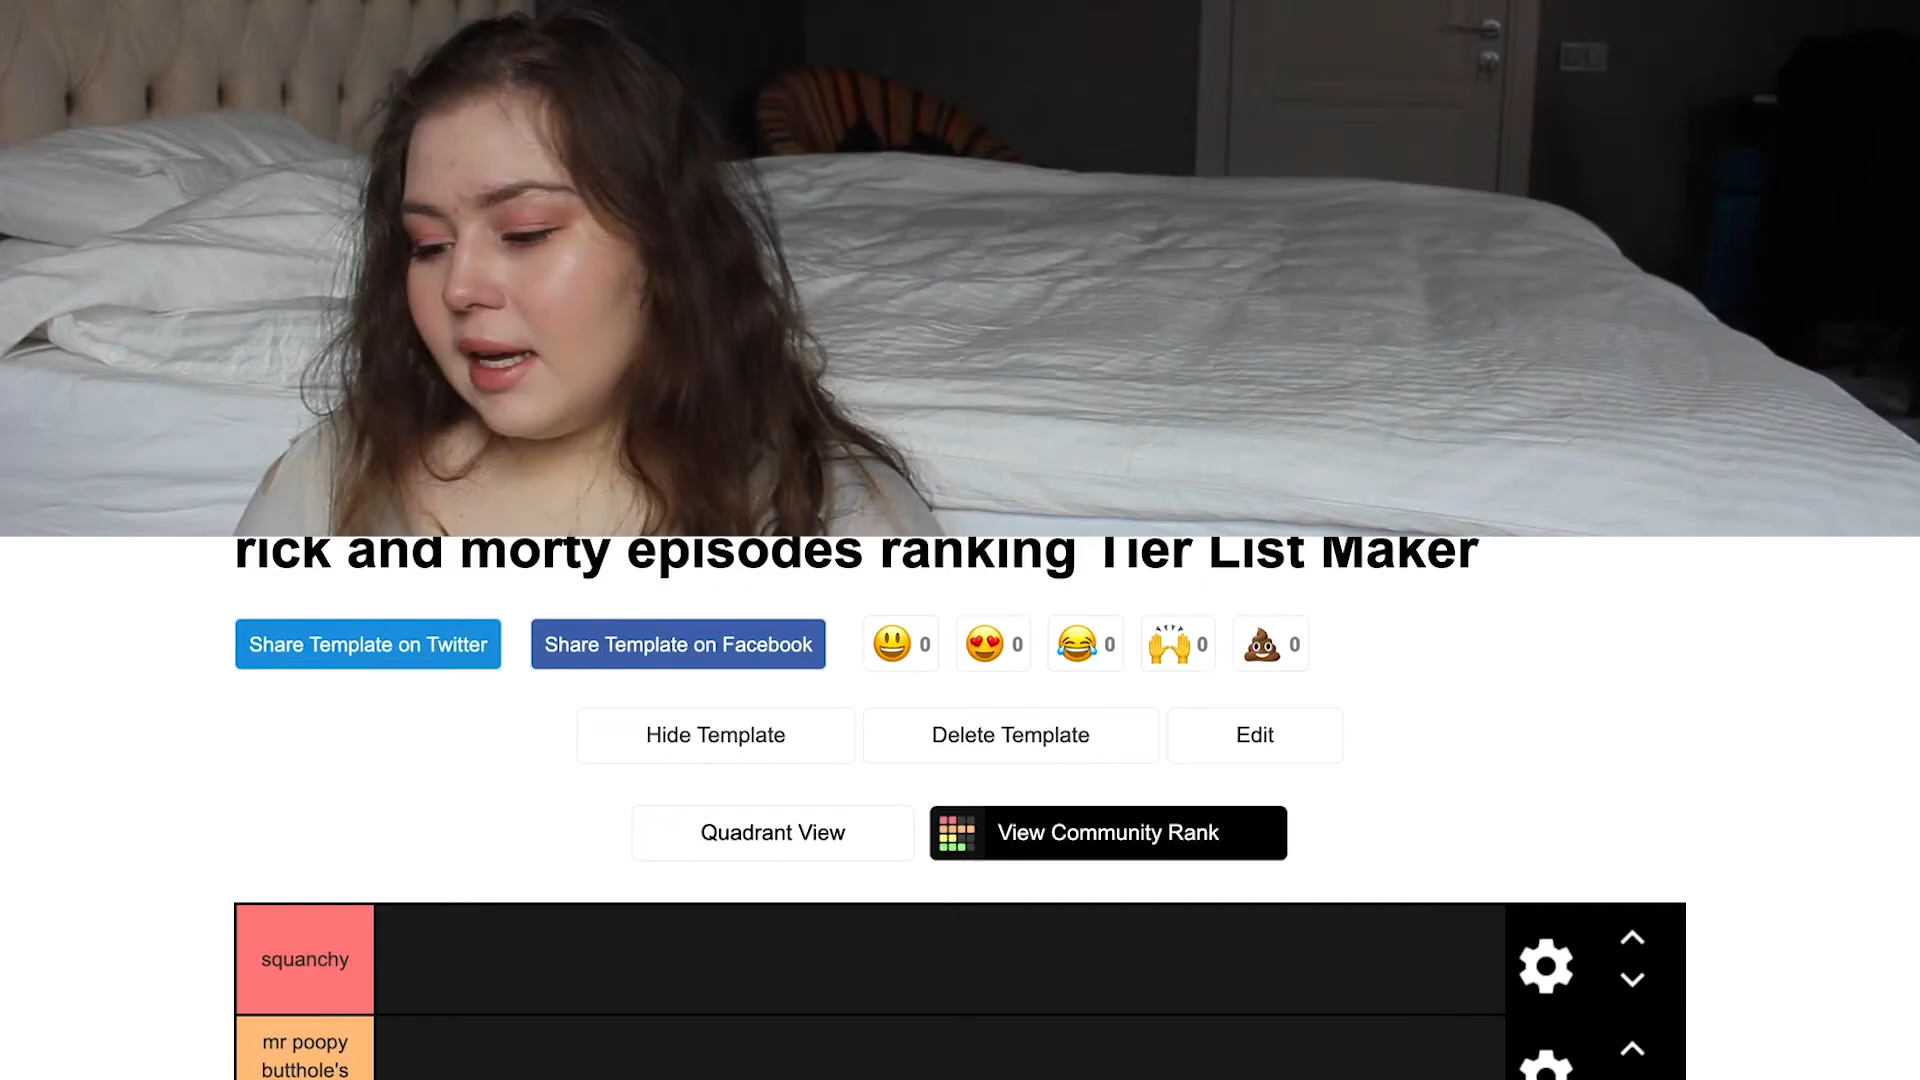 rick and morty episodes ranking Tier List Maker
Share Template on Twitter
Share Template on Facebook
0
0
0
0
0
Hide Template
Delete Template
Edit
Quadrant View
View Community Rank
squanchy
mr poopy
butthole's